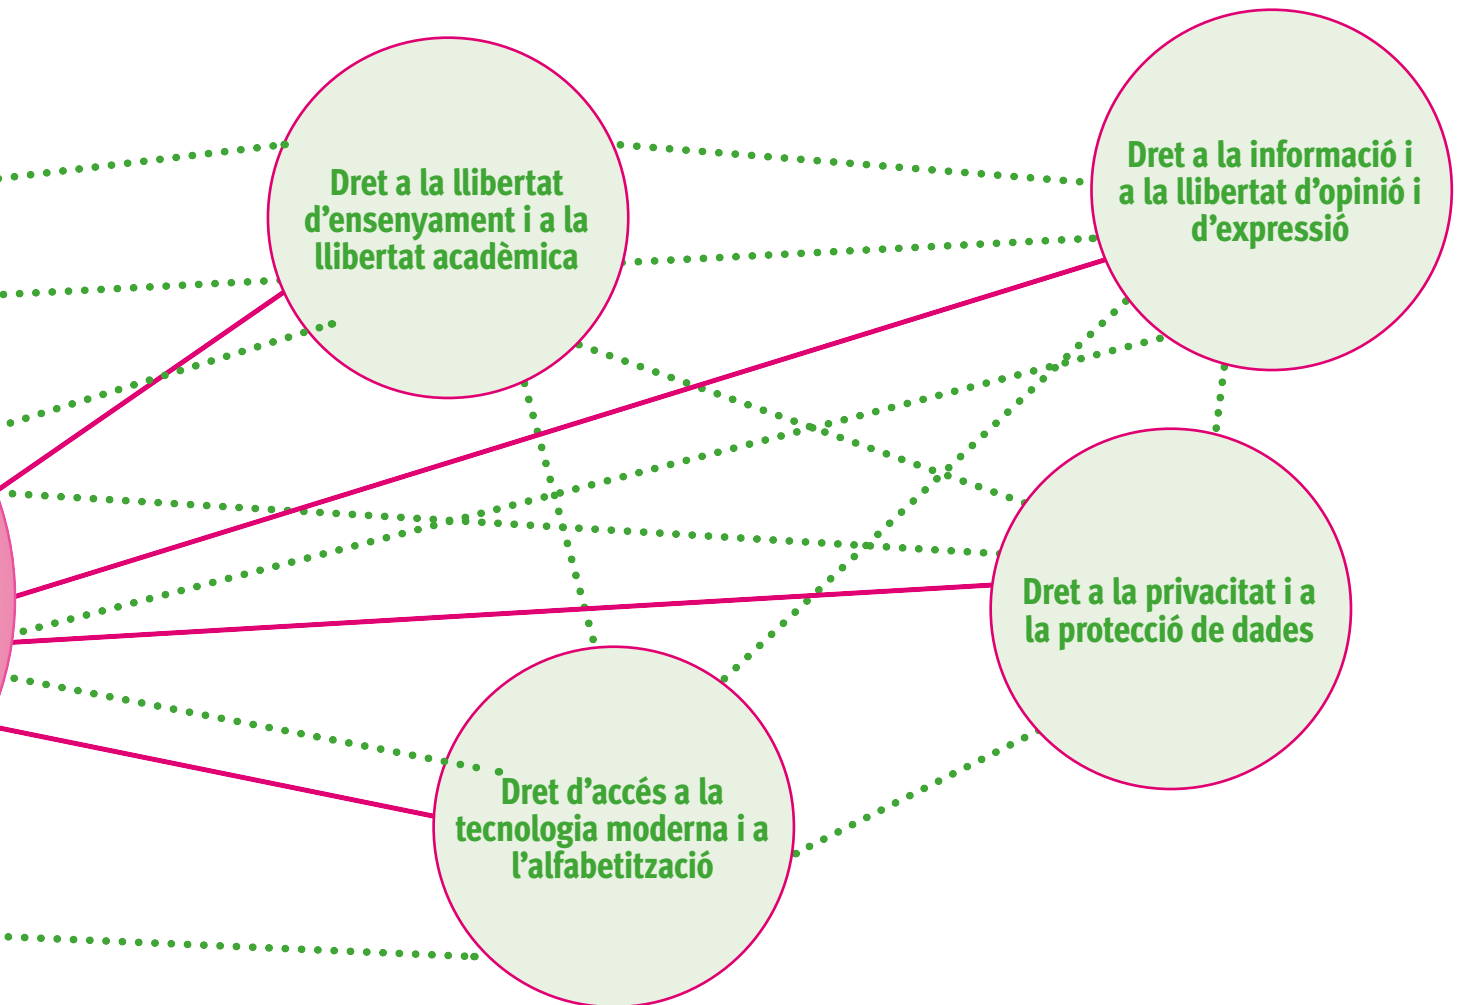 Dret a la llibertat
d’ensenyament i a la
llibertat acadèmica
Dret a la informació i
a la llibertat d’opinió i
d’expressió
Dret a la privacitat i a
la protecció de dades
Dret d’accés a la
tecnologia moderna i a
l’alfabetització